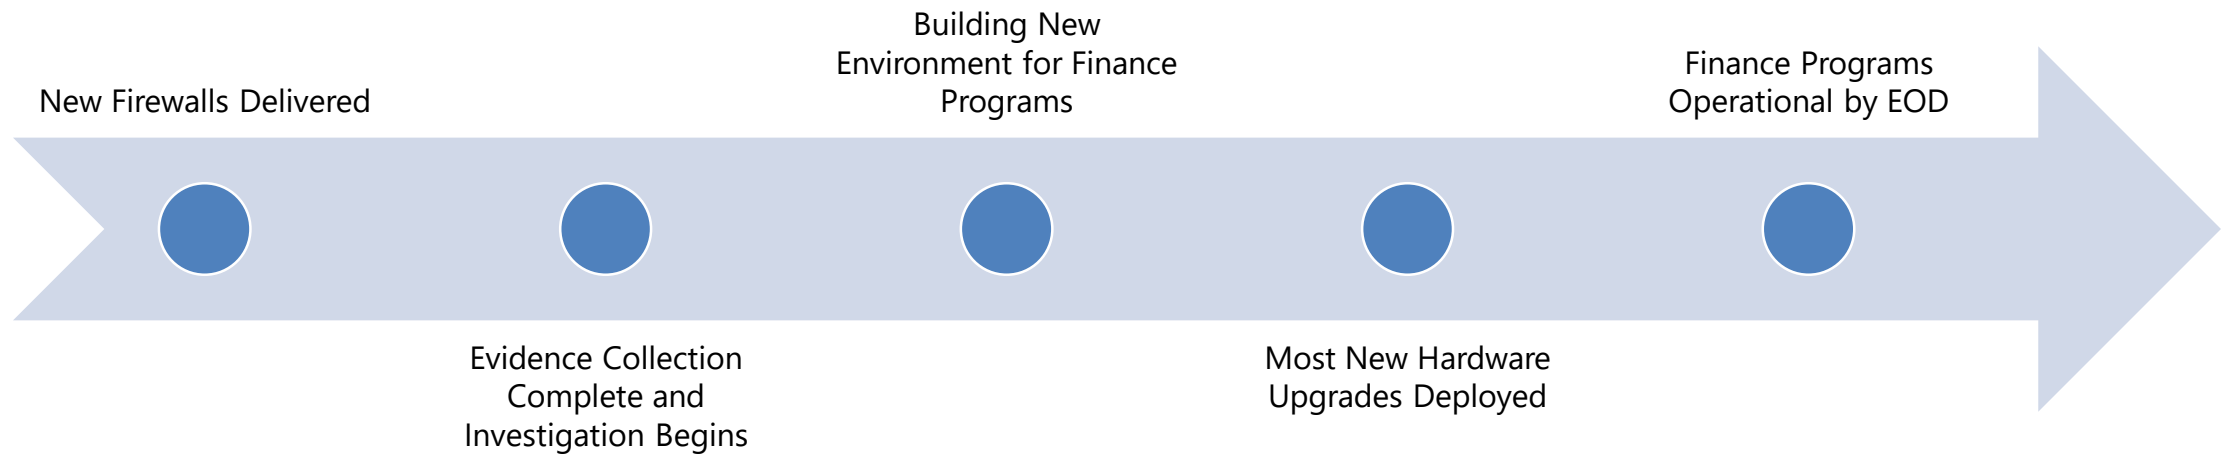 New Firewalls Delivered
Evidence Collection
Complete and
Investigation Begins
Building New
Environment for Finance
Programs
Most New Hardware
Upgrades Deployed
Finance Programs
Operational by EOD